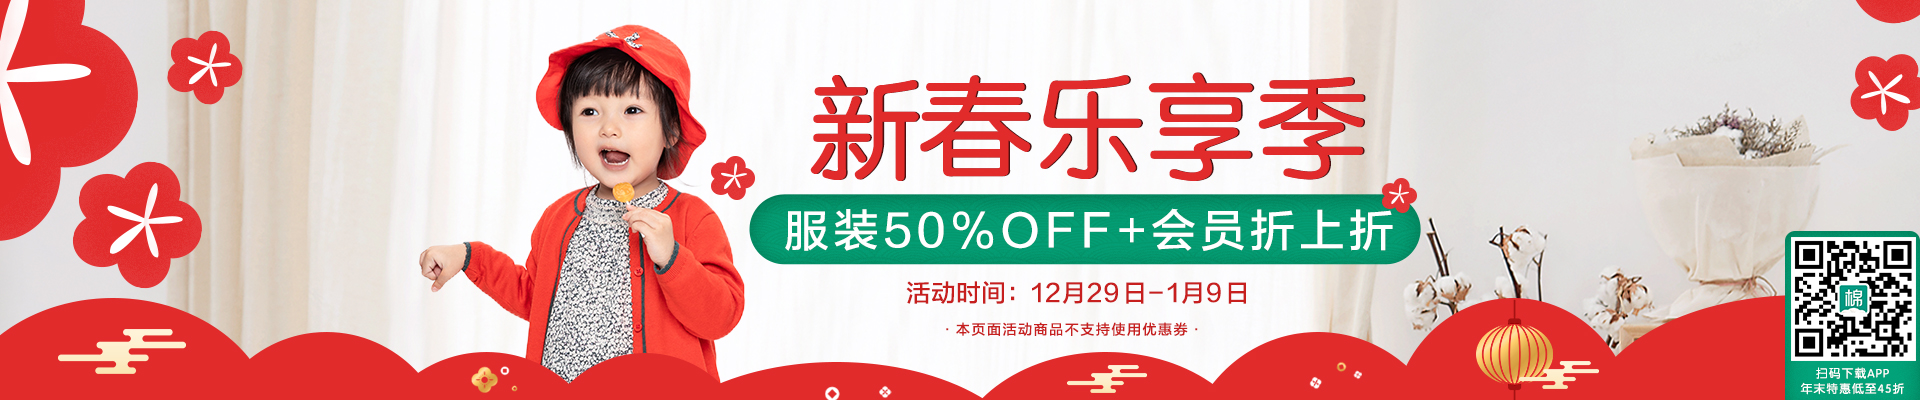 新春乐享季
服装50%OFF+会员折上折
活动时间：12月29日-1月9日
·本页面活动商品不支持使用优惠券·
棉
扫码下载APP
年末特惠低至45折